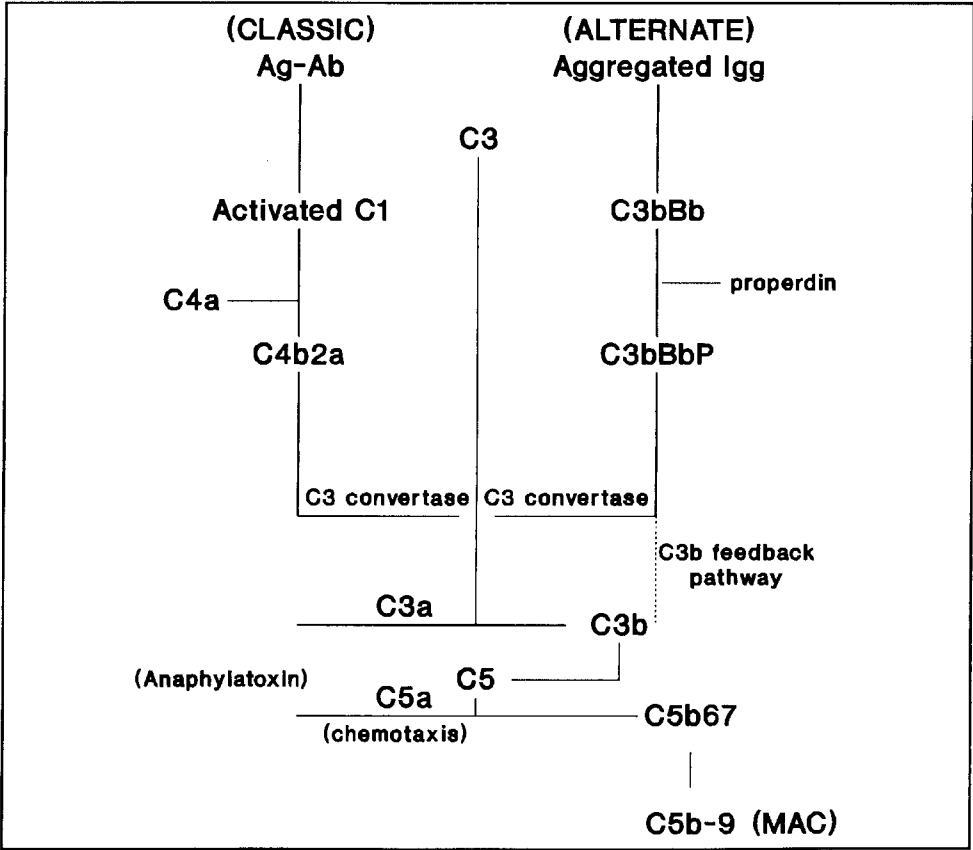 (CLASSIC)
Ag-Ab
(ALTERNATE)
Aggregated Igg
C3
Activated C1
C3bBb
C4a
properdin
C4b2a
C3bBbP
C3 convertase
C3 convertase
C3b feedback
pathway
C3a
C3b
(Anaphylatoxin)
C5
C5a
(chemotaxis)
C5b67
C5b-9 (MAC)